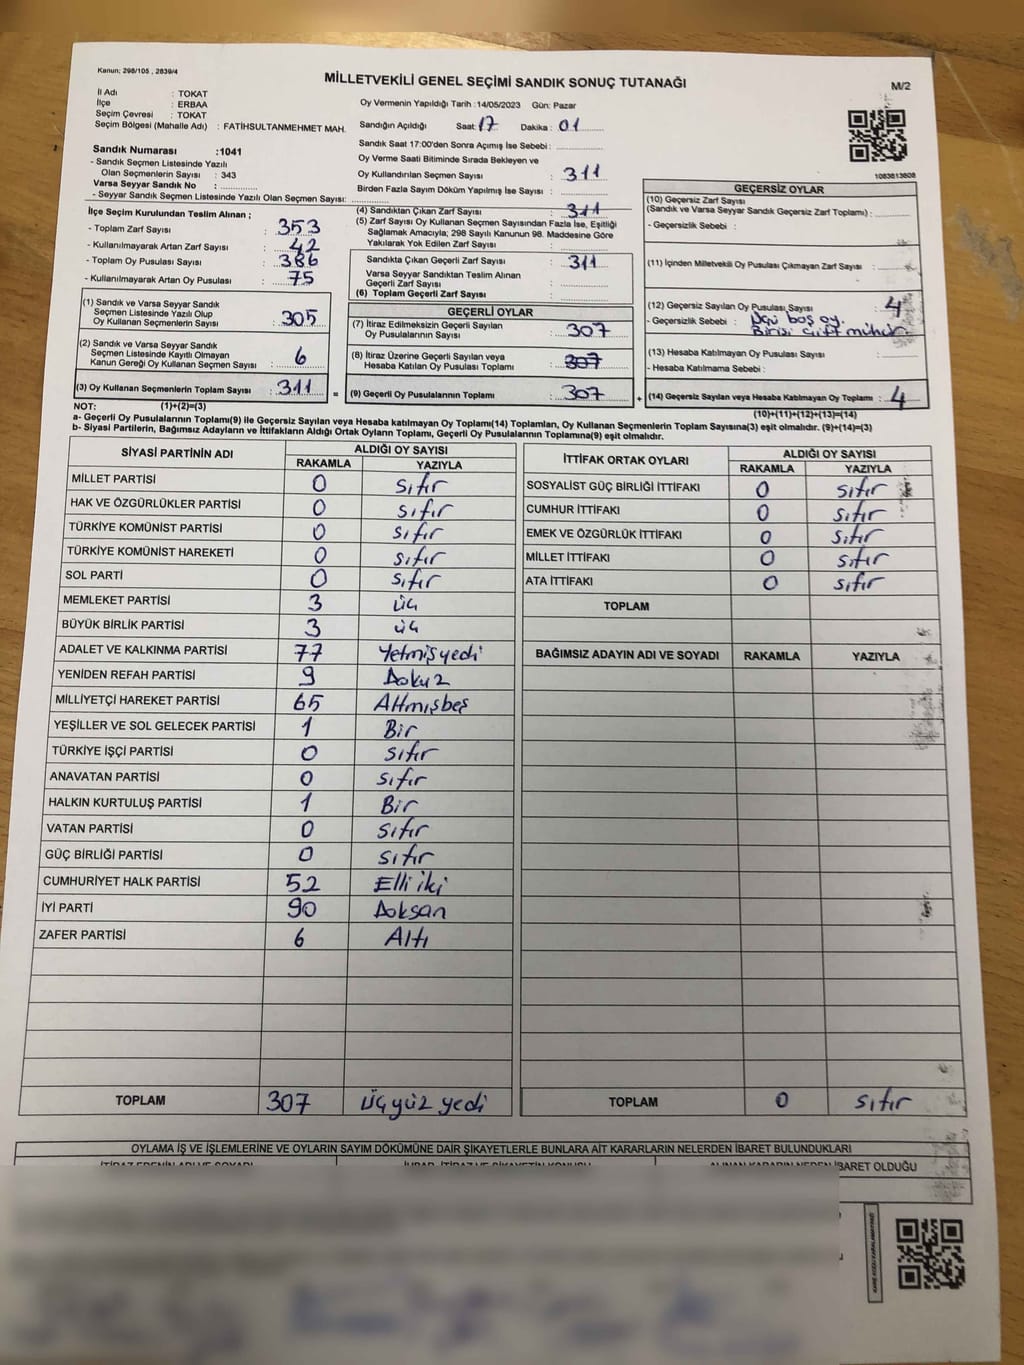 Kanun: 298/105 , 2839/4
MİLLETVEKİLİ GENEL SEÇİMİ SANDIK SONUÇ TUTANAĞI
M/2
İl Adı : TOKAT
İlçe : ERBAA
Seçim Çevresi : TOKAT
Seçim Bölgesi (Mahalle Adı) : FATİHSULTANMEHMET MAH.
Oy Vermenin Yapıldığı Tarih : 14/05/2023 Gün: Pazar
Sandığın Açıldığı Saat: 17 Dakika: 01
Sandık Saat 17:00'den Sonra Açılmış İse Sebebi :
Oy Verme Saati Bitiminde Sırada Bekleyen ve
Oy Kullandırılan Seçmen Sayısı : 311
Birden Fazla Sayım Döküm Yapılmış İse Sayısı :
Sandık Numarası :1041
- Sandık Seçmen Listesinde Yazılı
Olan Seçmenlerin Sayısı : 343
Varsa Seyyar Sandık No :
- Seyyar Sandık Seçmen Listesinde Yazılı Olan Seçmen Sayısı:
1063613608
İlçe Seçim Kurulundan Teslim Alınan ;
- Toplam Zarf Sayısı : 353
- Kullanılmayarak Artan Zarf Sayısı : 42
- Toplam Oy Pusulası Sayısı : 386
- Kullanılmayarak Artan Oy Pusulası : 75
(1) Sandık ve Varsa Seyyar Sandık
Seçmen Listesinde Yazılı Olup
Oy Kullanan Seçmenlerin Sayısı : 305
(2) Sandık ve Varsa Seyyar Sandık
Seçmen Listesinde Kayıtlı Olmayan
Kanun Gereği Oy Kullanan Seçmen Sayısı : 6
(3) Oy Kullanan Seçmenlerin Toplam Sayısı : 311
(4) Sandıktan Çıkan Zarf Sayısı : 311
(5) Zarf Sayısı Oy Kullanan Seçmen Sayısından Fazla İse, Eşitliği
Sağlamak Amacıyla; 298 Sayılı Kanunun 98. Maddesine Göre
Yakılarak Yok Edilen Zarf Sayısı :
Sandıkta Çıkan Geçerli Zarf Sayısı : 311
Varsa Seyyar Sandıktan Teslim Alınan
Geçerli Zarf Sayısı :
(6) Toplam Geçerli Zarf Sayısı :
GEÇERLİ OYLAR
(7) İtiraz Edilmeksizin Geçerli Sayılan
Oy Pusulalarının Sayısı : 307
(8) İtiraz Üzerine Geçerli Sayılan veya
Hesaba Katılan Oy Pusulası Toplamı : 307
= (9) Geçerli Oy Pusulalarının Toplamı : 307
GEÇERSİZ OYLAR
(10) Geçersiz Zarf Sayısı
(Sandık ve Varsa Seyyar Sandık Geçersiz Zarf Toplamı) :
- Geçersizlik Sebebi :
(11) İçinden Milletvekili Oy Pusulası Çıkmayan Zarf Sayısı :
(12) Geçersiz Sayılan Oy Pusulası Sayısı : 4
- Geçersizlik Sebebi : Üçü boş oy.
Birisi çift mühür.
(13) Hesaba Katılmayan Oy Pusulası Sayısı :
- Hesaba Katılmama Sebebi :
+ (14) Geçersiz Sayılan veya Hesaba Katılmayan Oy Toplamı : 4
NOT: (1)+(2)=(3)
(10)+(11)+(12)+(13)=(14)
a- Geçerli Oy Pusulalarının Toplamı(9) ile Geçersiz Sayılan veya Hesaba katılmayan Oy Toplamı(14) Toplamları, Oy Kullanan Seçmenlerin Toplam Sayısına(3) eşit olmalıdır. (9)+(14)=(3)
b- Siyasi Partilerin, Bağımsız Adayların ve İttifakların Aldığı Ortak Oyların Toplamı, Geçerli Oy Pusulalarının Toplamına(9) eşit olmalıdır.
SİYASİ PARTİNİN ADI ALDIĞI OY SAYISI
RAKAMLA YAZIYLA
MİLLET PARTİSİ 0 sıfır
HAK VE ÖZGÜRLÜKLER PARTİSİ 0 sıfır
TÜRKİYE KOMÜNİST PARTİSİ 0 sıfır
TÜRKİYE KOMÜNİST HAREKETİ 0 sıfır
SOL PARTİ 0 sıfır
MEMLEKET PARTİSİ 3 üç
BÜYÜK BİRLİK PARTİSİ 3 üç
ADALET VE KALKINMA PARTİSİ 77 Yetmişyedi
YENİDEN REFAH PARTİSİ 9 Dokuz
MİLLİYETÇİ HAREKET PARTİSİ 65 Altmışbeş
YEŞİLLER VE SOL GELECEK PARTİSİ 1 Bir
TÜRKİYE İŞÇİ PARTİSİ 0 sıfır
ANAVATAN PARTİSİ 0 sıfır
HALKIN KURTULUŞ PARTİSİ 1 Bir
VATAN PARTİSİ 0 sıfır
GÜÇ BİRLİĞİ PARTİSİ 0 sıfır
CUMHURİYET HALK PARTİSİ 52 Elli iki
İYİ PARTİ 90 Doksan
ZAFER PARTİSİ 6 Altı
TOPLAM 307 üçyüz yedi
İTTİFAK ORTAK OYLARI ALDIĞI OY SAYISI
RAKAMLA YAZIYLA
SOSYALİST GÜÇ BİRLİĞİ İTTİFAKI 0 sıfır
CUMHUR İTTİFAKI 0 sıfır
EMEK VE ÖZGÜRLÜK İTTİFAKI 0 sıfır
MİLLET İTTİFAKI 0 sıfır
ATA İTTİFAKI 0 sıfır
TOPLAM
BAĞIMSIZ ADAYIN ADI VE SOYADI RAKAMLA YAZIYLA
TOPLAM 0 sıfır
OYLAMA İŞ VE İŞLEMLERİNE VE OYLARIN SAYIM DÖKÜMÜNE DAİR ŞİKAYETLERLE BUNLARA AİT KARARLARIN NELERDEN İBARET BULUNDUKLARI
İBARET OLDUĞU